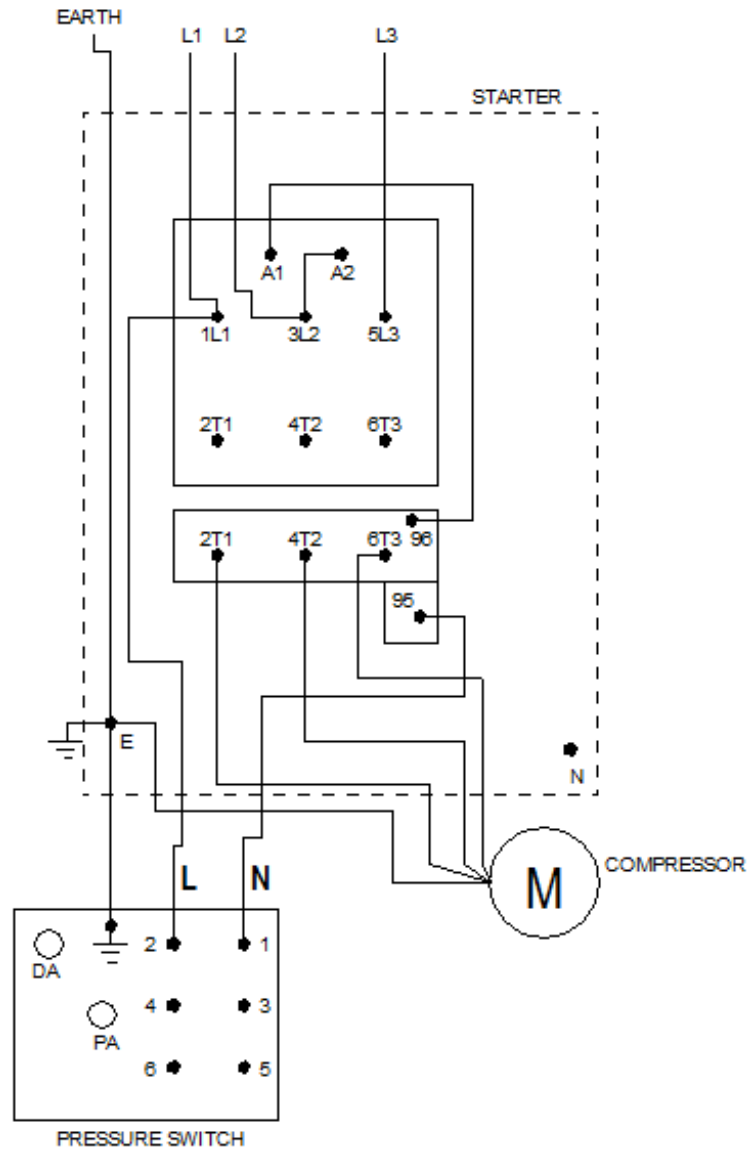 EARTH
L1 L2 L3
STARTER
A1 A2
1L1 3L2 5L3
2T1 4T2 6T3
2T1 4T2 6T3 96
95
E
N
L N
M COMPRESSOR
DA
2 1
4 3
PA
6 5
PRESSURE SWITCH